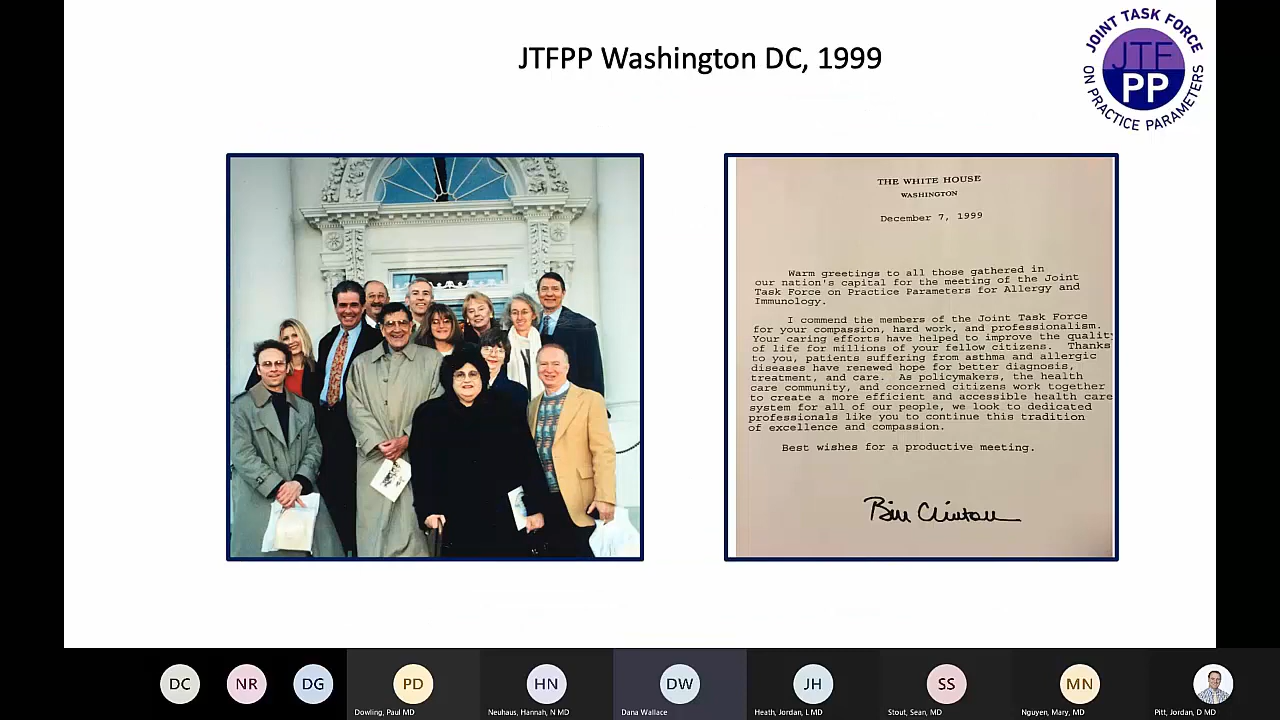 JTFPP Washington DC, 1999
JOINT TASK FORCE
JTF
PP
ON PRACTICE PARAMETERS
THE WHITE HOUSE
WASHINGTON
December 7, 1999
Warm greetings to all those gathered in
our nation's capital for the meeting of the Joint
Task Force on Practice Parameters for Allergy and
Immunology.
I commend the members of the Joint Task Force
for your compassion, hard work, and professionalism.
Your caring efforts have helped to improve the quality
of life for millions of your fellow citizens. Thanks
to you, patients suffering from asthma and allergic
diseases have renewed hope for better diagnosis,
treatment, and care. As policymakers, the health
care community, and concerned citizens work together
to create a more efficient and accessible health care
system for all of our people, we look to dedicated
professionals like you to continue this tradition
of excellence and compassion.
Best wishes for a productive meeting.
Bill Clinton
DC
NR
DG
PD
HN
DW
JH
SS
MN
Dowling, Paul MD
Neuhaus, Hannah, N MD
Dana Wallace
Heath, Jordan, L MD
Stout, Sean, MD
Nguyen, Mary, MD
Pitt, Jordan, D MD